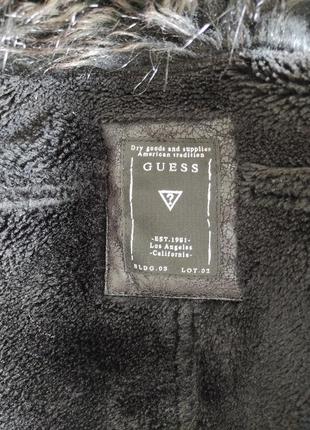 Dry goods and supplies
American tradition
GUESS
?
-EST.1981-
Los Angeles
-California-
BLDG.03 LOT.02